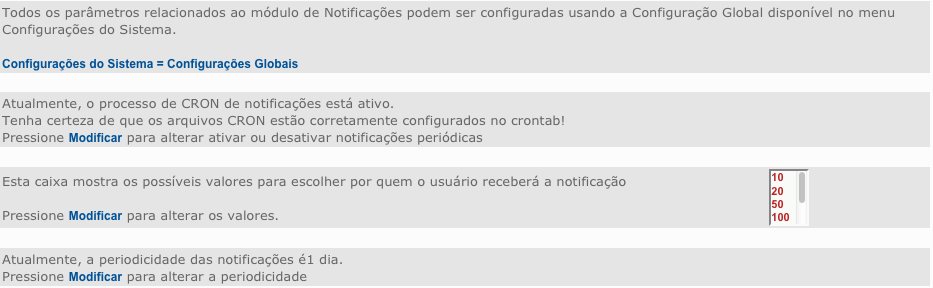 Todos os parâmetros relacionados ao módulo de Notificações podem ser configuradas usando a Configuração Global disponível no menu
Configurações do Sistema.
Configurações do Sistema = Configurações Globais
Atualmente, o processo de CRON de notificações está ativo.
Tenha certeza de que os arquivos CRON estão corretamente configurados no crontab!
Pressione Modificar para alterar ativar ou desativar notificações periódicas
Esta caixa mostra os possíveis valores para escolher por quem o usuário receberá a notificação
10
20
50
100
Pressione Modificar para alterar os valores.
Atualmente, a periodicidade das notificações é1 dia.
Pressione Modificar para alterar a periodicidade